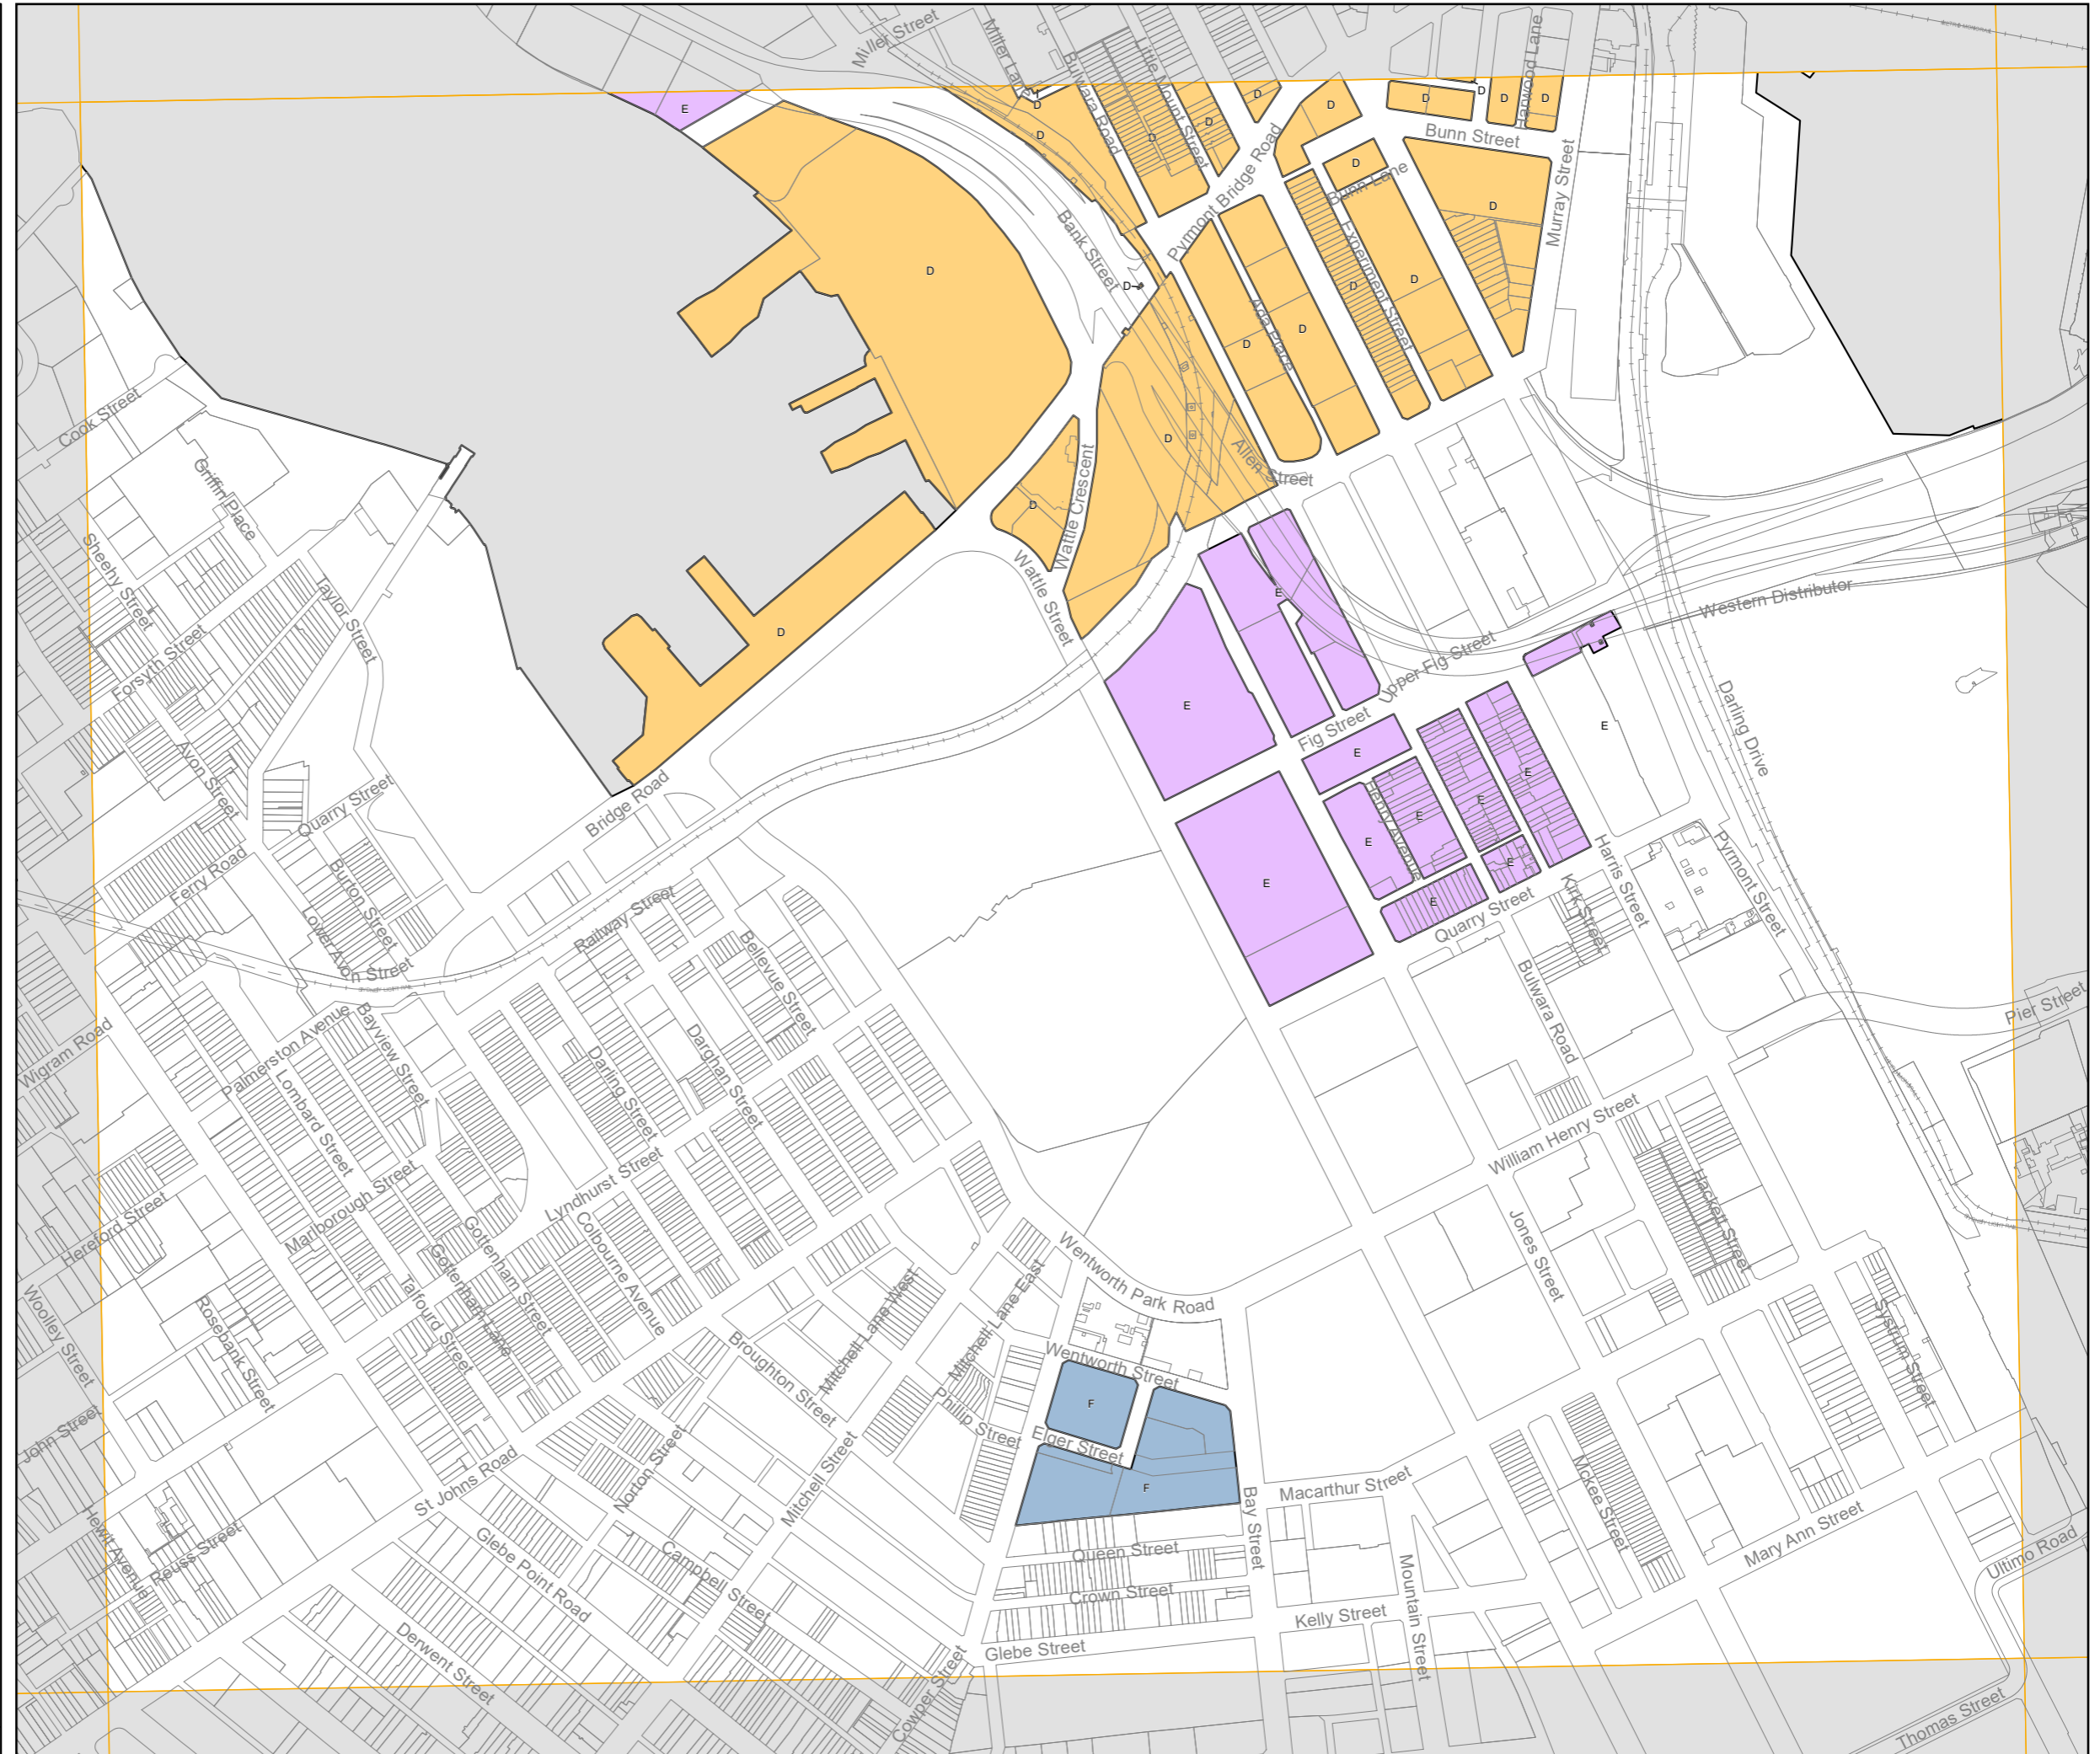 Miller Street
Miller Lane
Bulwara Road
Little Mount Street
Harwood Lane
E
D
D
D
D
D
D
D
D
D
D
Bunn Street
Murray Street
Pyrmont Bridge Road
D
Bunn Lane
D
Bank Street
D
D
Experiment Street
D
D
Ada Place
D
D
Cook Street
Griffin Place
D
Allen Street
D
Wattle Crescent
Wattle Street
Sheehy Street
Taylor Street
Forsyth Street
D
E
Western Distributor
Upper Fig Street
E
Fig Street
E
E
Darling Drive
Avon Street
Quarry Street
Bridge Road
E
E
E
Henry Avenue
E
E
E
E
E
Quarry Street
Kirk Street
Harris Street
Pyrmont Street
Ferry Road
Burton Street
Lower Avon Street
Railway Street
Bellevue Street
Bulwara Road
Pier Street
Wigram Road
Palmerston Avenue
Bayview Street
Lombard Street
Darling Street
Darghan Street
William Henry Street
Hackett Street
Marlborough Street
Lyndhurst Street
Hereford Street
Gottenham Street
Gottenham Lane
Colbourne Avenue
Talfourd Street
Jones Street
Wentworth Park Road
Mitchell Lane West
Mitchell Lane East
Woolley Street
Rosebank Street
Broughton Street
Wentworth Street
F
Systrum Street
John Street
Phillip Street
Elger Street
F
St Johns Road
Norton Street
Mitchell Street
Macarthur Street
Bay Street
Mckee Street
Mary Ann Street
Hewit Avenue
Reuss Street
Glebe Point Road
Campbell Street
Queen Street
Crown Street
Mountain Street
Kelly Street
Ultimo Road
Derwent Street
Glebe Street
Cowper Street
Thomas Street